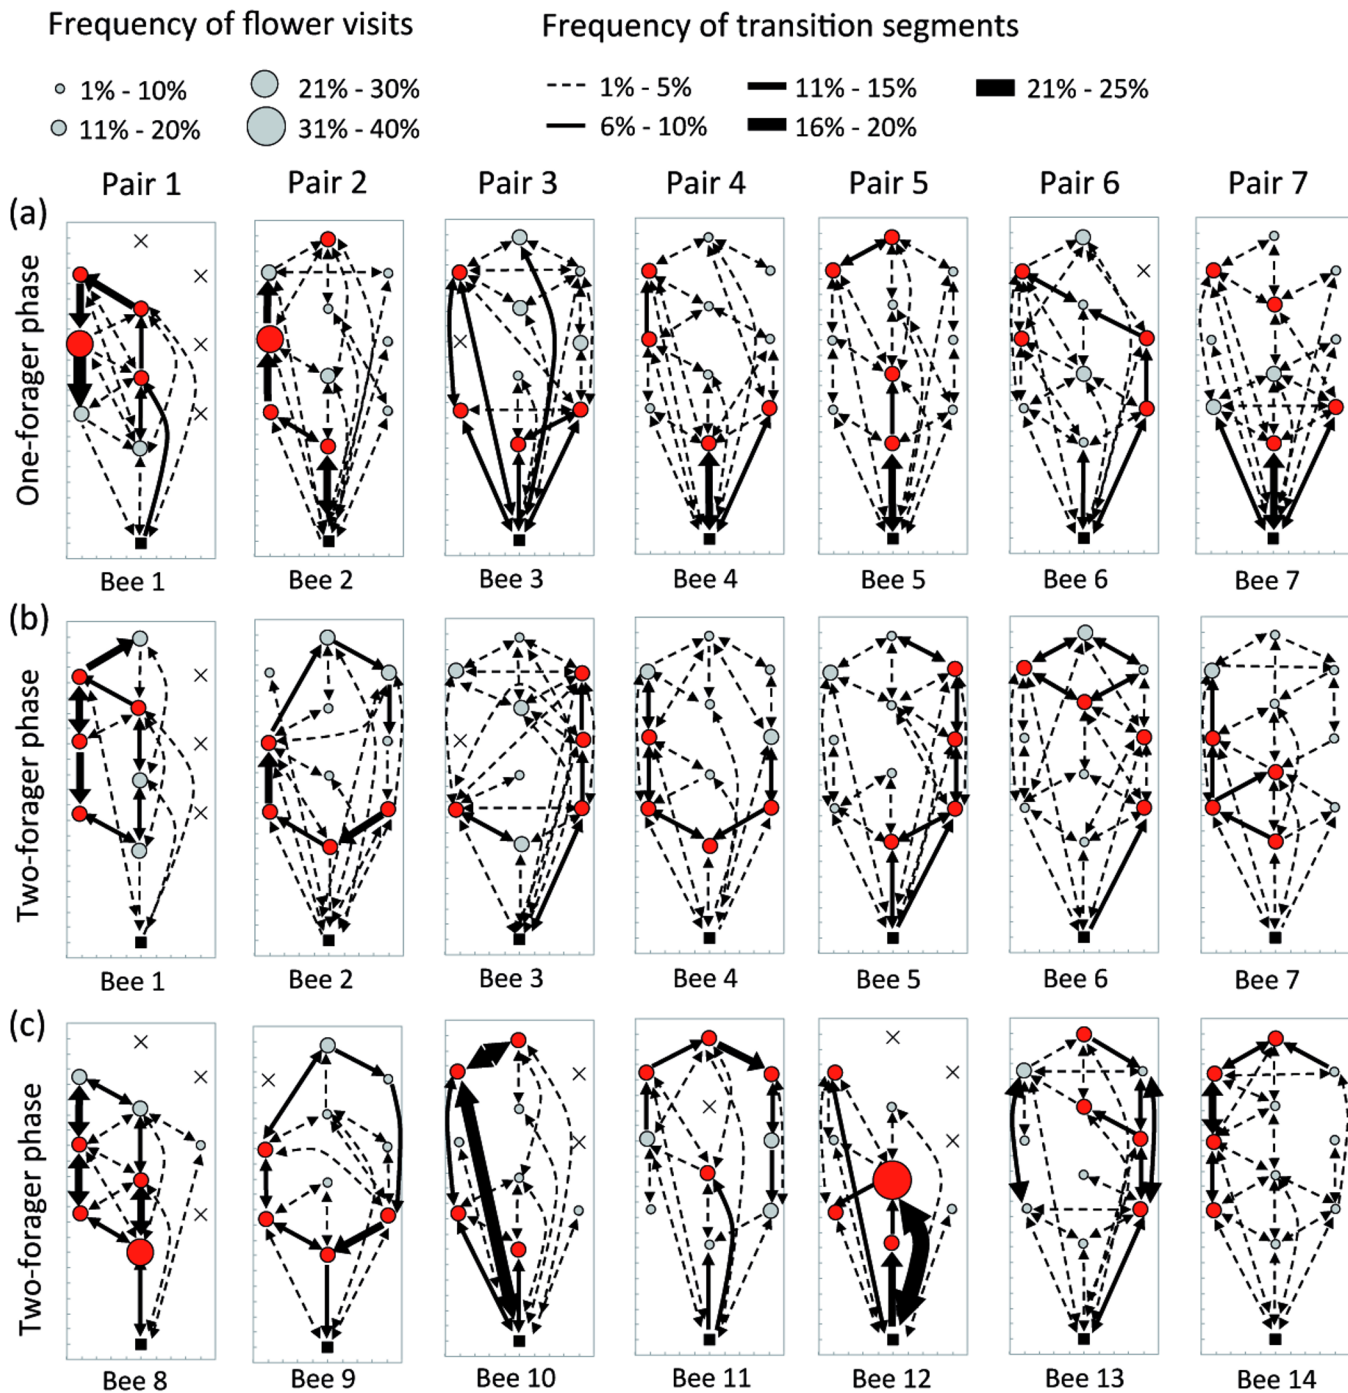 Frequency of flower visits
Frequency of transition segments
1% - 10%
21% - 30%
1% - 5%
11% - 15%
21% - 25%
11% - 20%
31% - 40%
6% - 10%
16% - 20%
Pair 1 Pair 2 Pair 3 Pair 4 Pair 5 Pair 6 Pair 7
(a)
One-forager phase
Bee 1 Bee 2 Bee 3 Bee 4 Bee 5 Bee 6 Bee 7
(b)
Two-forager phase
Bee 1 Bee 2 Bee 3 Bee 4 Bee 5 Bee 6 Bee 7
(c)
Two-forager phase
Bee 8 Bee 9 Bee 10 Bee 11 Bee 12 Bee 13 Bee 14